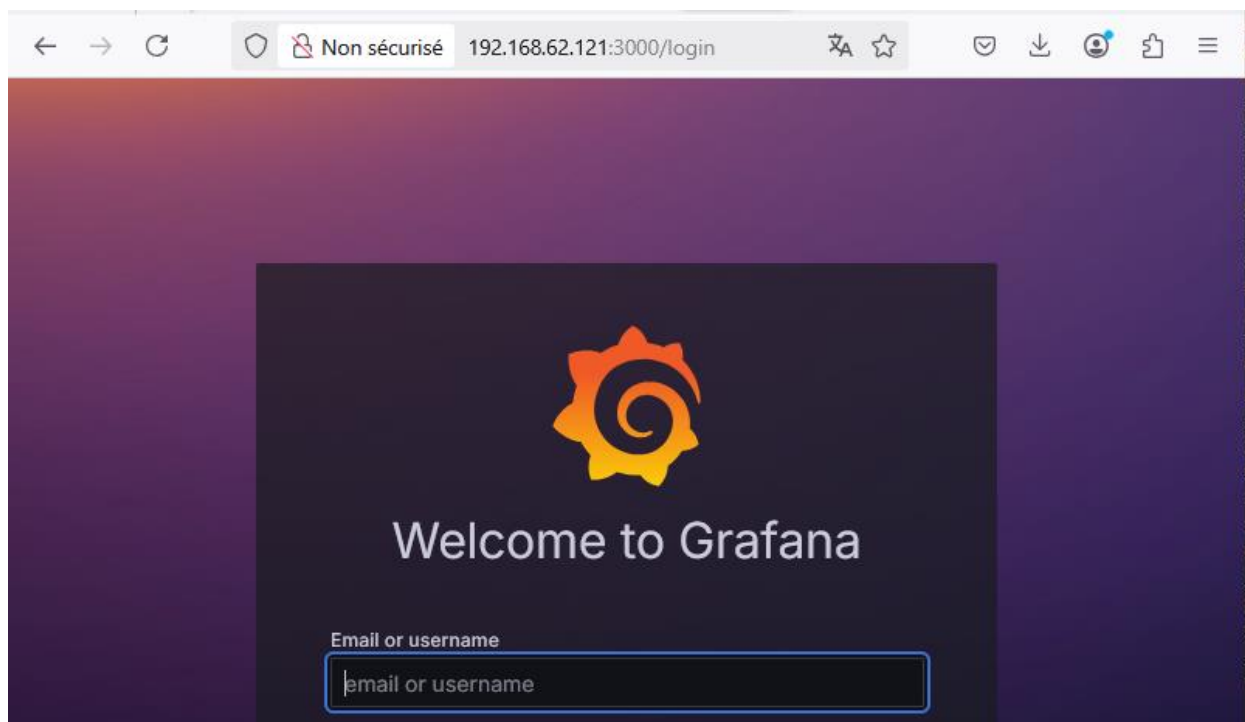 Non sécurisé 192.168.62.121:3000/login
Welcome to Grafana
Email or username
email or username